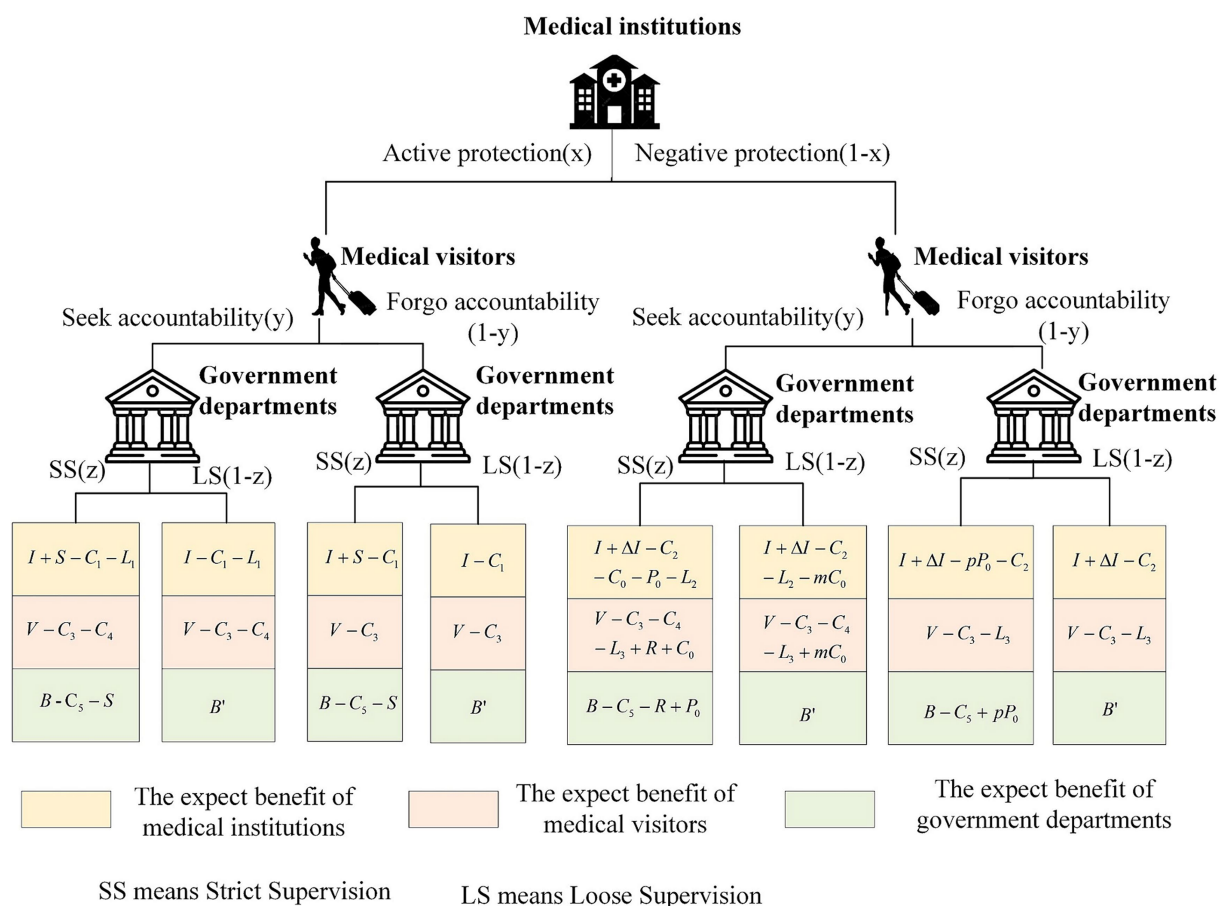 Medical institutions
Active protection(x)
Negative protection(1-x)
Medical visitors
Medical visitors
Seek accountability(y)
Forgo accountability
(1-y)
Seek accountability(y)
Forgo accountability
(1-y)
Government
departments
Government
departments
Government
departments
Government
departments
SS(z)
LS(1-z)
SS(z)
LS(1-z)
SS(z)
LS(1-z)
SS(z)
LS(1-z)
I + S − C₁ − L₁
I − C₁ − L₁
I + S − C₁
I − C₁
I + ΔI − C₂
− C₀ − P₀ − L₂
I + ΔI − C₂
− L₂ − mC₀
I + ΔI − pP₀ − C₂
I + ΔI − C₂
V − C₃ − C₄
V − C₃ − C₄
V − C₃
V − C₃
V − C₃ − C₄
− L₃ + R + C₀
V − C₃ − C₄
− L₃ + mC₀
V − C₃ − L₃
V − C₃ − L₃
B - C₅ − S
B'
B − C₅ − S
B'
B − C₅ − R + P₀
B'
B − C₅ + pP₀
B'
The expect benefit of
medical institutions
The expect benefit of
medical visitors
The expect benefit of
government departments
SS means Strict Supervision
LS means Loose Supervision